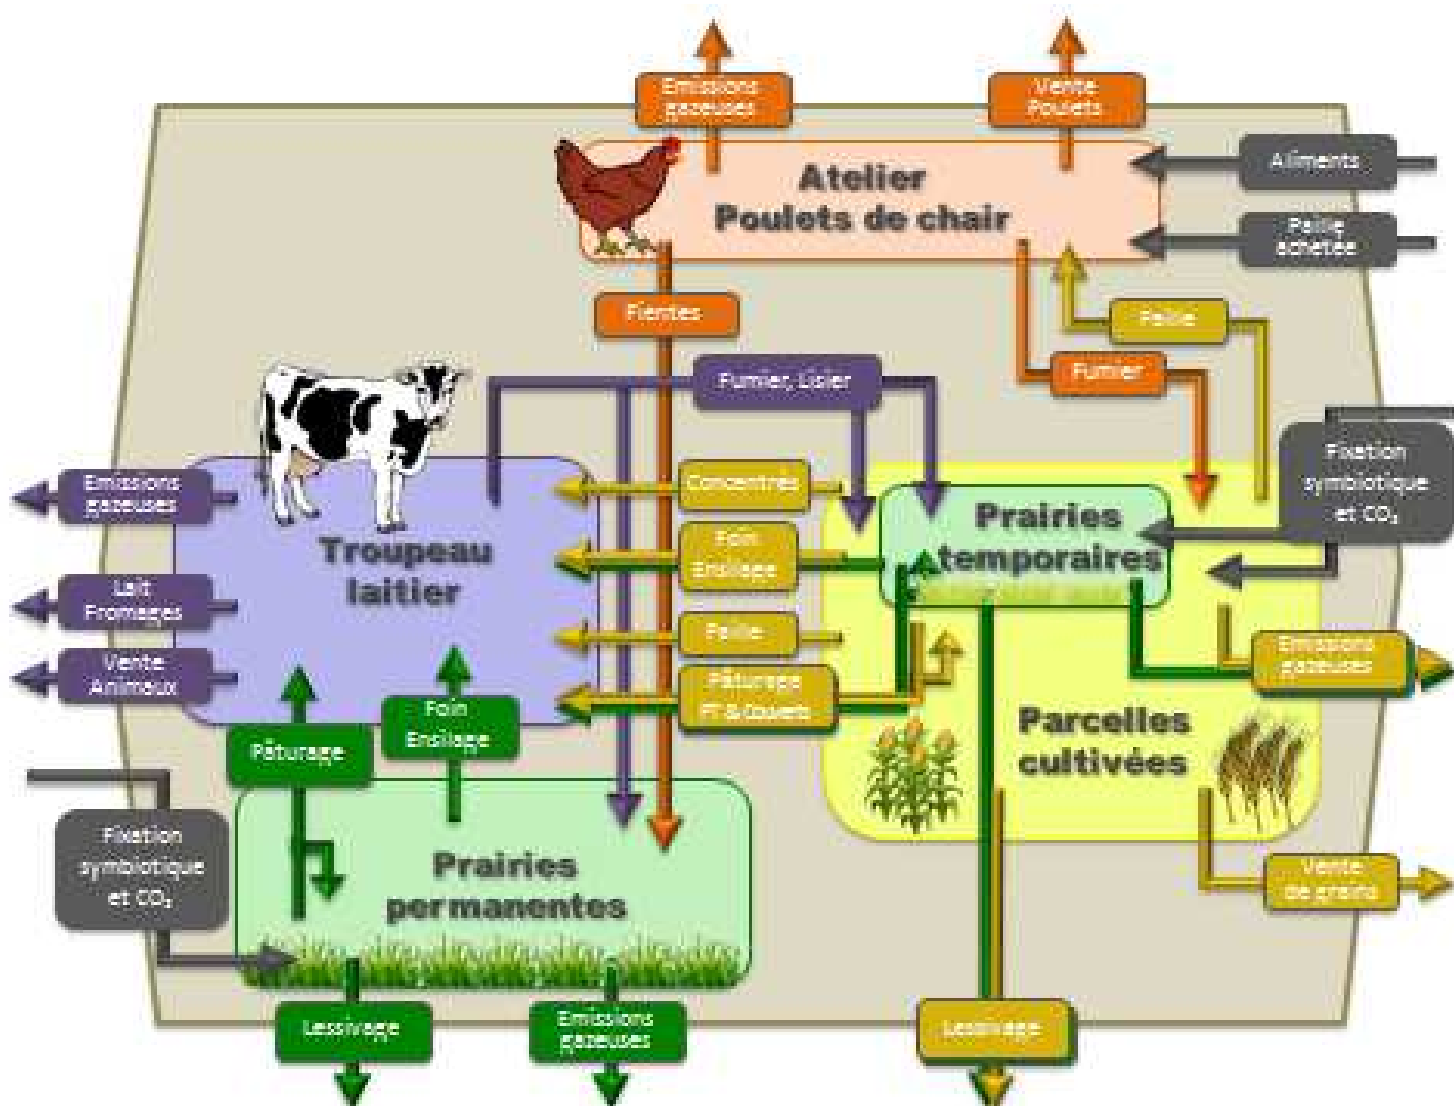 Emissions
gazeuses
Vente
Poulets
Atelier
Poulets de chair
Aliments
Paille
achetée
Fientes
Paille
Fumier
Fumier, Lisier
Emissions
gazeuses
Lait
Fromages
Vente
Animaux
Troupeau
laitier
Concentrés
Foin
Ensilage
Paille
Pâturage
PT & Couverts
Prairies
temporaires
Fixation
symbiotique
et CO₂
Emissions
gazeuses
Parcelles
cultivées
Vente
de grains
Pâturage
Foin
Ensilage
Fixation
symbiotique
et CO₂
Prairies
permanentes
Lessivage
Emissions
gazeuses
Lessivage